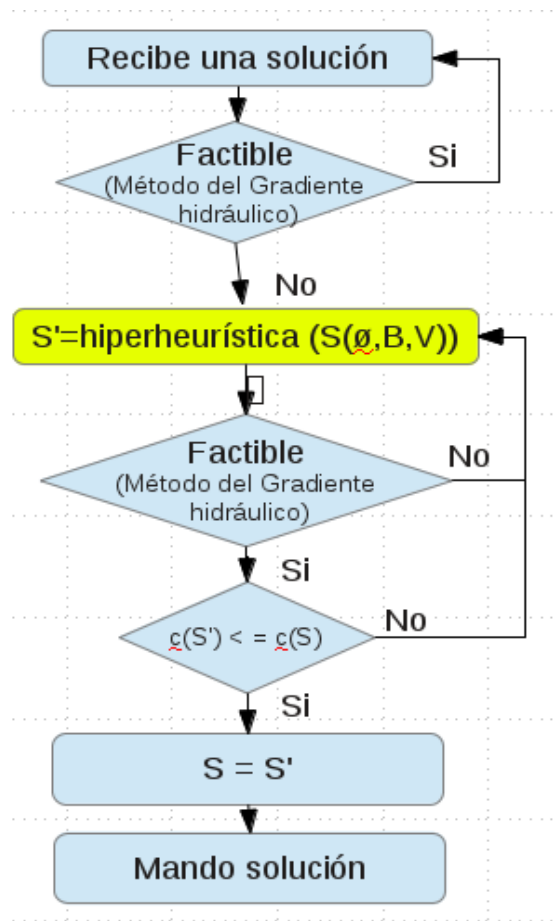 Recibe una solución
Factible
(Método del Gradiente
hidráulico)
Si
No
S'=hiperheurística (S(ø,B,V))
Factible
(Método del Gradiente
hidráulico)
No
Si
c(S') < = c(S)
No
Si
S = S'
Mando solución